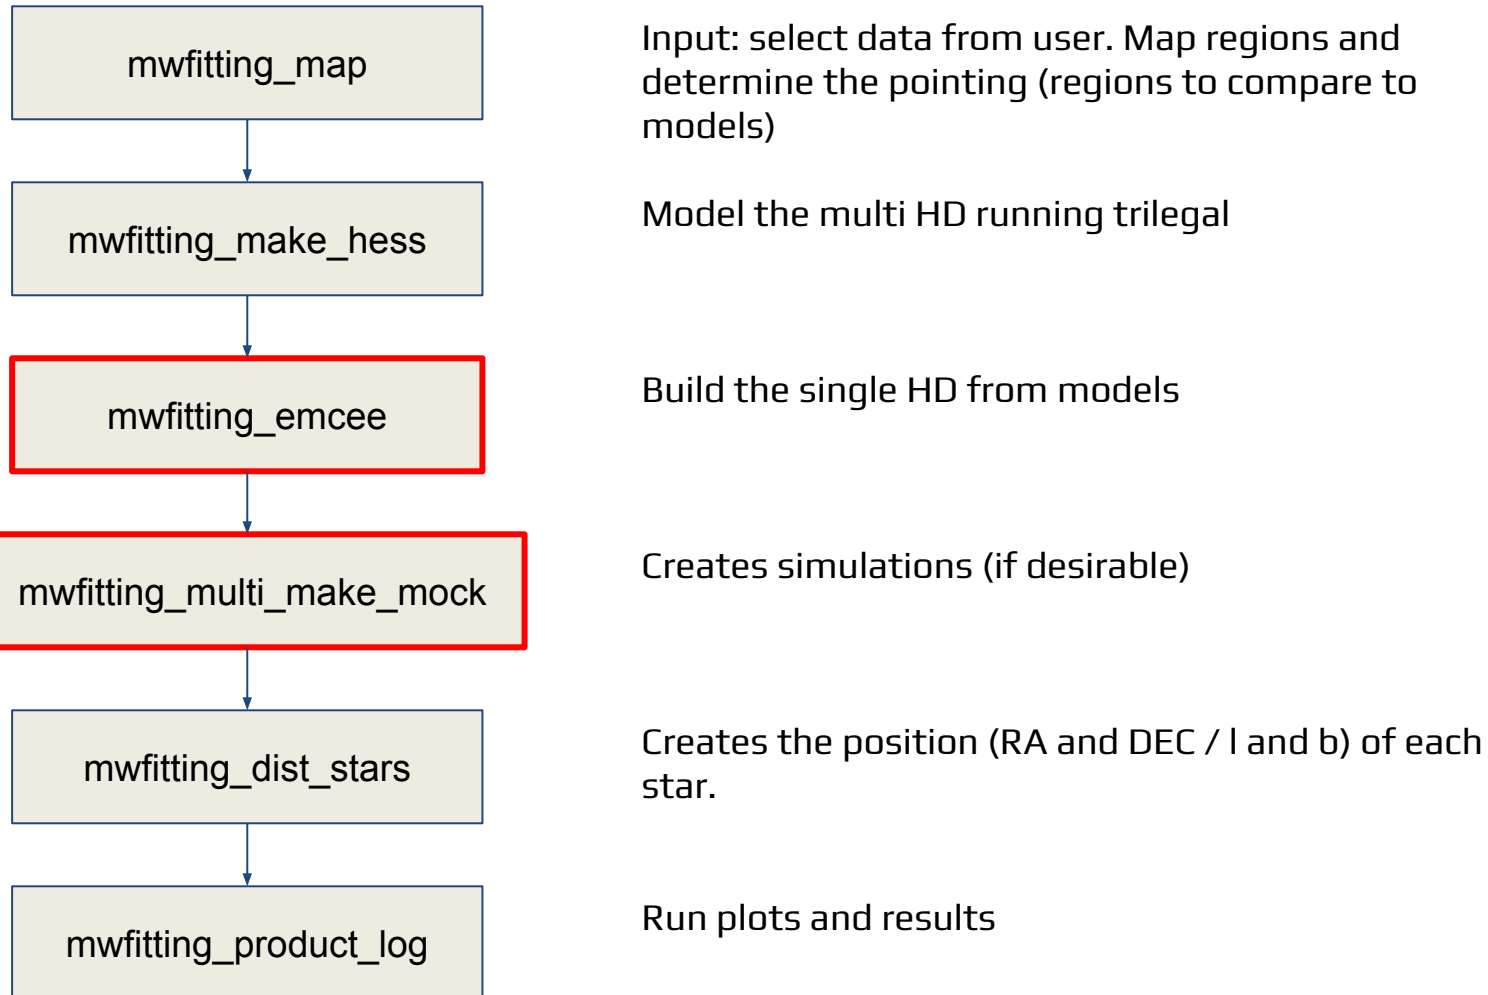 mwfitting_map
Input: select data from user. Map regions and
determine the pointing (regions to compare to
models)
mwfitting_make_hess
Model the multi HD running trilegal
mwfitting_emcee
Build the single HD from models
mwfitting_multi_make_mock
Creates simulations (if desirable)
mwfitting_dist_stars
Creates the position (RA and DEC / l and b) of each
star.
mwfitting_product_log
Run plots and results